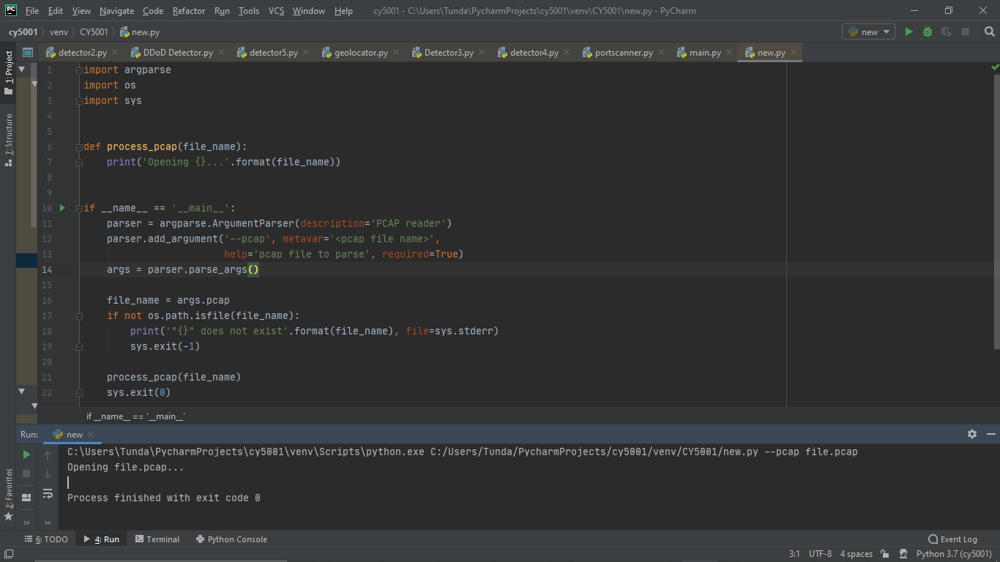 PC File Edit View Navigate Code Refactor Run Tools VCS Window Help cy5001 - C:\Users\Tunda\PycharmProjects\cy5001\venv\CY5001\new.py - PyCharm
cy5001 venv CY5001 new.py new
1: Project
7: Structure
2: Favorites
detector2.py DDoD Detector.py detector5.py geolocator.py Detector3.py detector4.py portscanner.py main.py new.py
1 import argparse
2 import os
3 import sys
4
5
6 def process_pcap(file_name):
7     print('Opening {}...'.format(file_name))
8
9
10 if __name__ == '__main__':
11     parser = argparse.ArgumentParser(description='PCAP reader')
12     parser.add_argument('--pcap', metavar='<pcap file name>',
13                         help='pcap file to parse', required=True)
14     args = parser.parse_args()
15
16     file_name = args.pcap
17     if not os.path.isfile(file_name):
18         print('"{}" does not exist'.format(file_name), file=sys.stderr)
19         sys.exit(-1)
20
21     process_pcap(file_name)
22     sys.exit(0)
if __name__ == '__main__'
Run: new
C:\Users\Tunda\PycharmProjects\cy5001\venv\Scripts\python.exe C:/Users/Tunda/PycharmProjects/cy5001/venv/CY5001/new.py --pcap file.pcap
Opening file.pcap...
Process finished with exit code 0
6: TODO 4: Run Terminal Python Console Event Log
3:1 UTF-8 4 spaces Python 3.7 (cy5001)